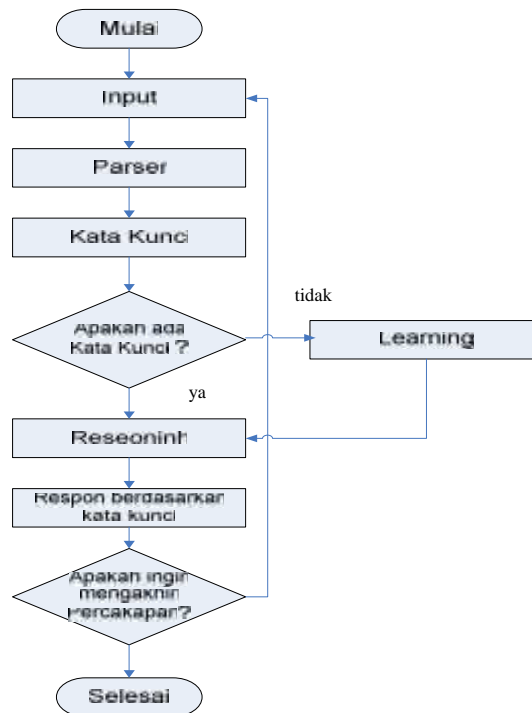 Mulai
Input
Parser
Kata Kunci
tidak
Apakan ada
Kata Kunci ?
Learning
ya
Reseoninh
Respon berdasarkan
kata kunci
Apakah ingin
mengakhiri
percakapan?
Selesai